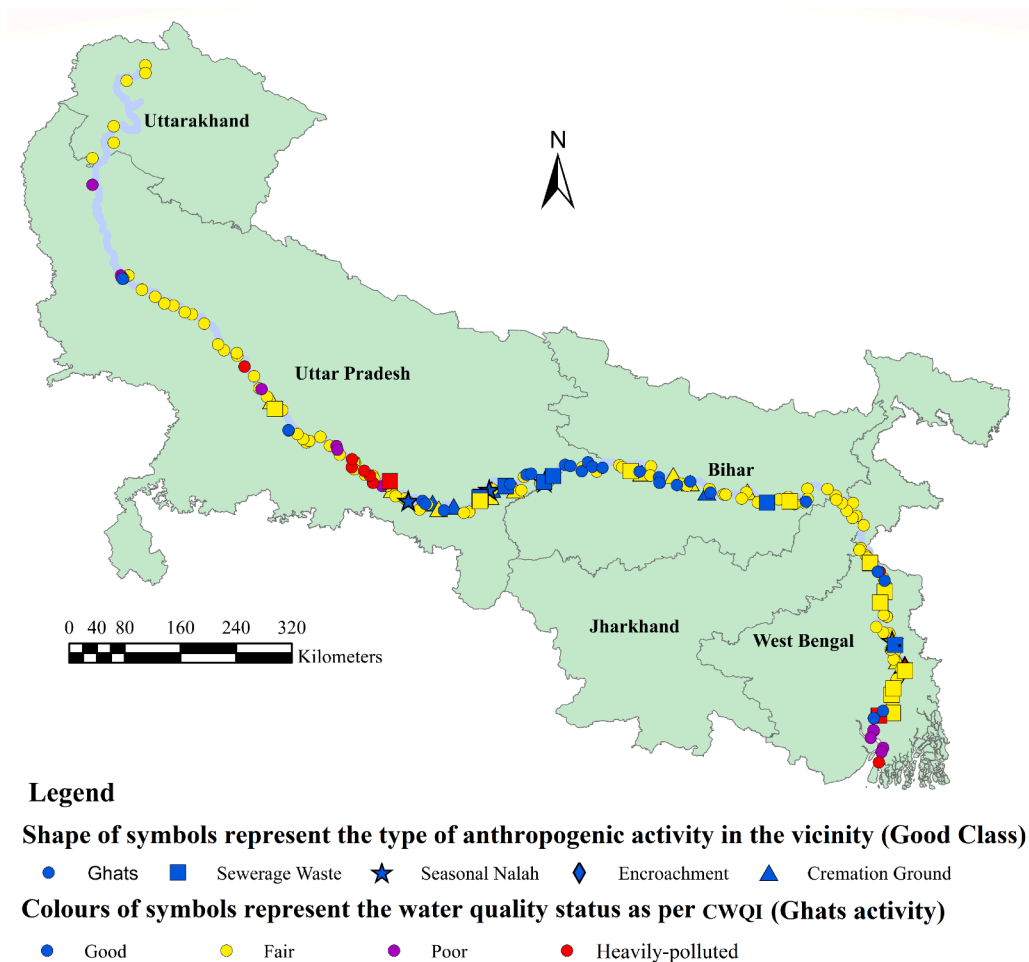 Uttarakhand
N
Uttar Pradesh
Bihar
Jharkhand
West Bengal
0 40 80 160 240 320
Kilometers
Legend
Shape of symbols represent the type of anthropogenic activity in the vicinity (Good Class)
Ghats Sewerage Waste Seasonal Nalah Encroachment Cremation Ground
Colours of symbols represent the water quality status as per CWQI (Ghats activity)
Good Fair Poor Heavily-polluted